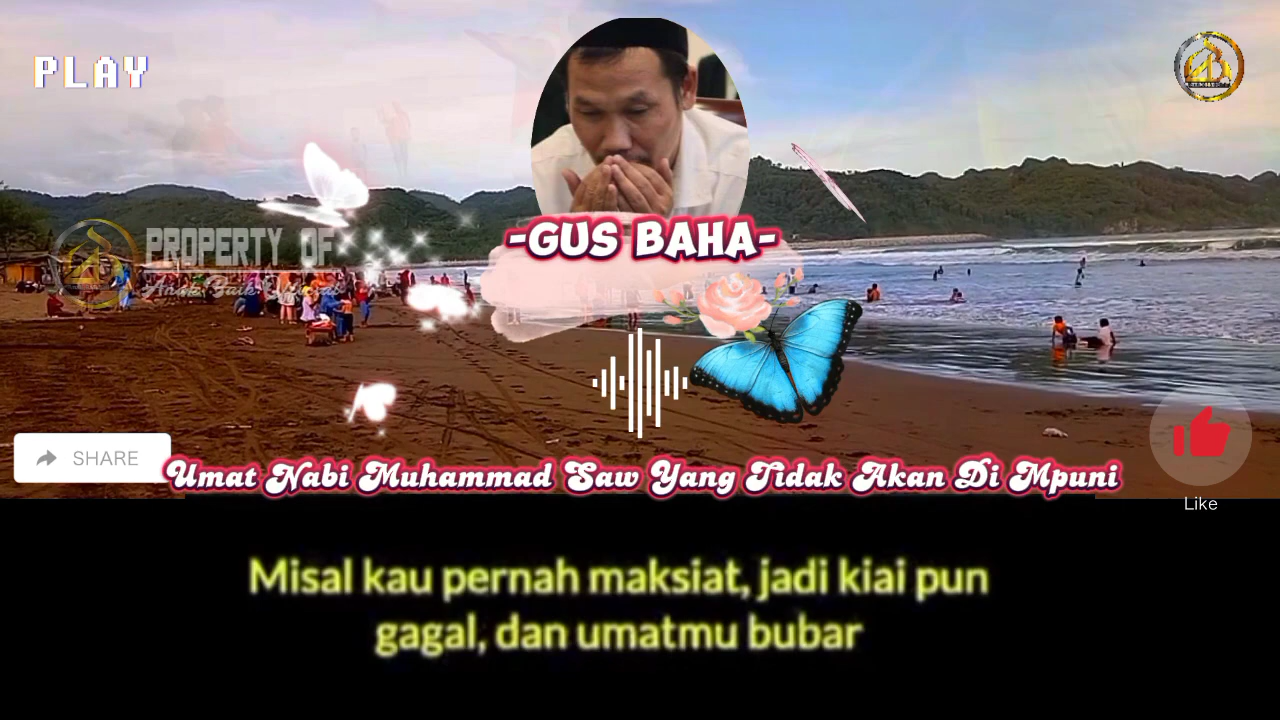 PLAY
-GUS BAHA-
PROPERTY OF
SHARE
Umat Nabi Muhammad Saw Yang Tidak Akan Di Mpuni
Like
Misal kau pernah maksiat, jadi kiai pun
gagal, dan umatmu bubar